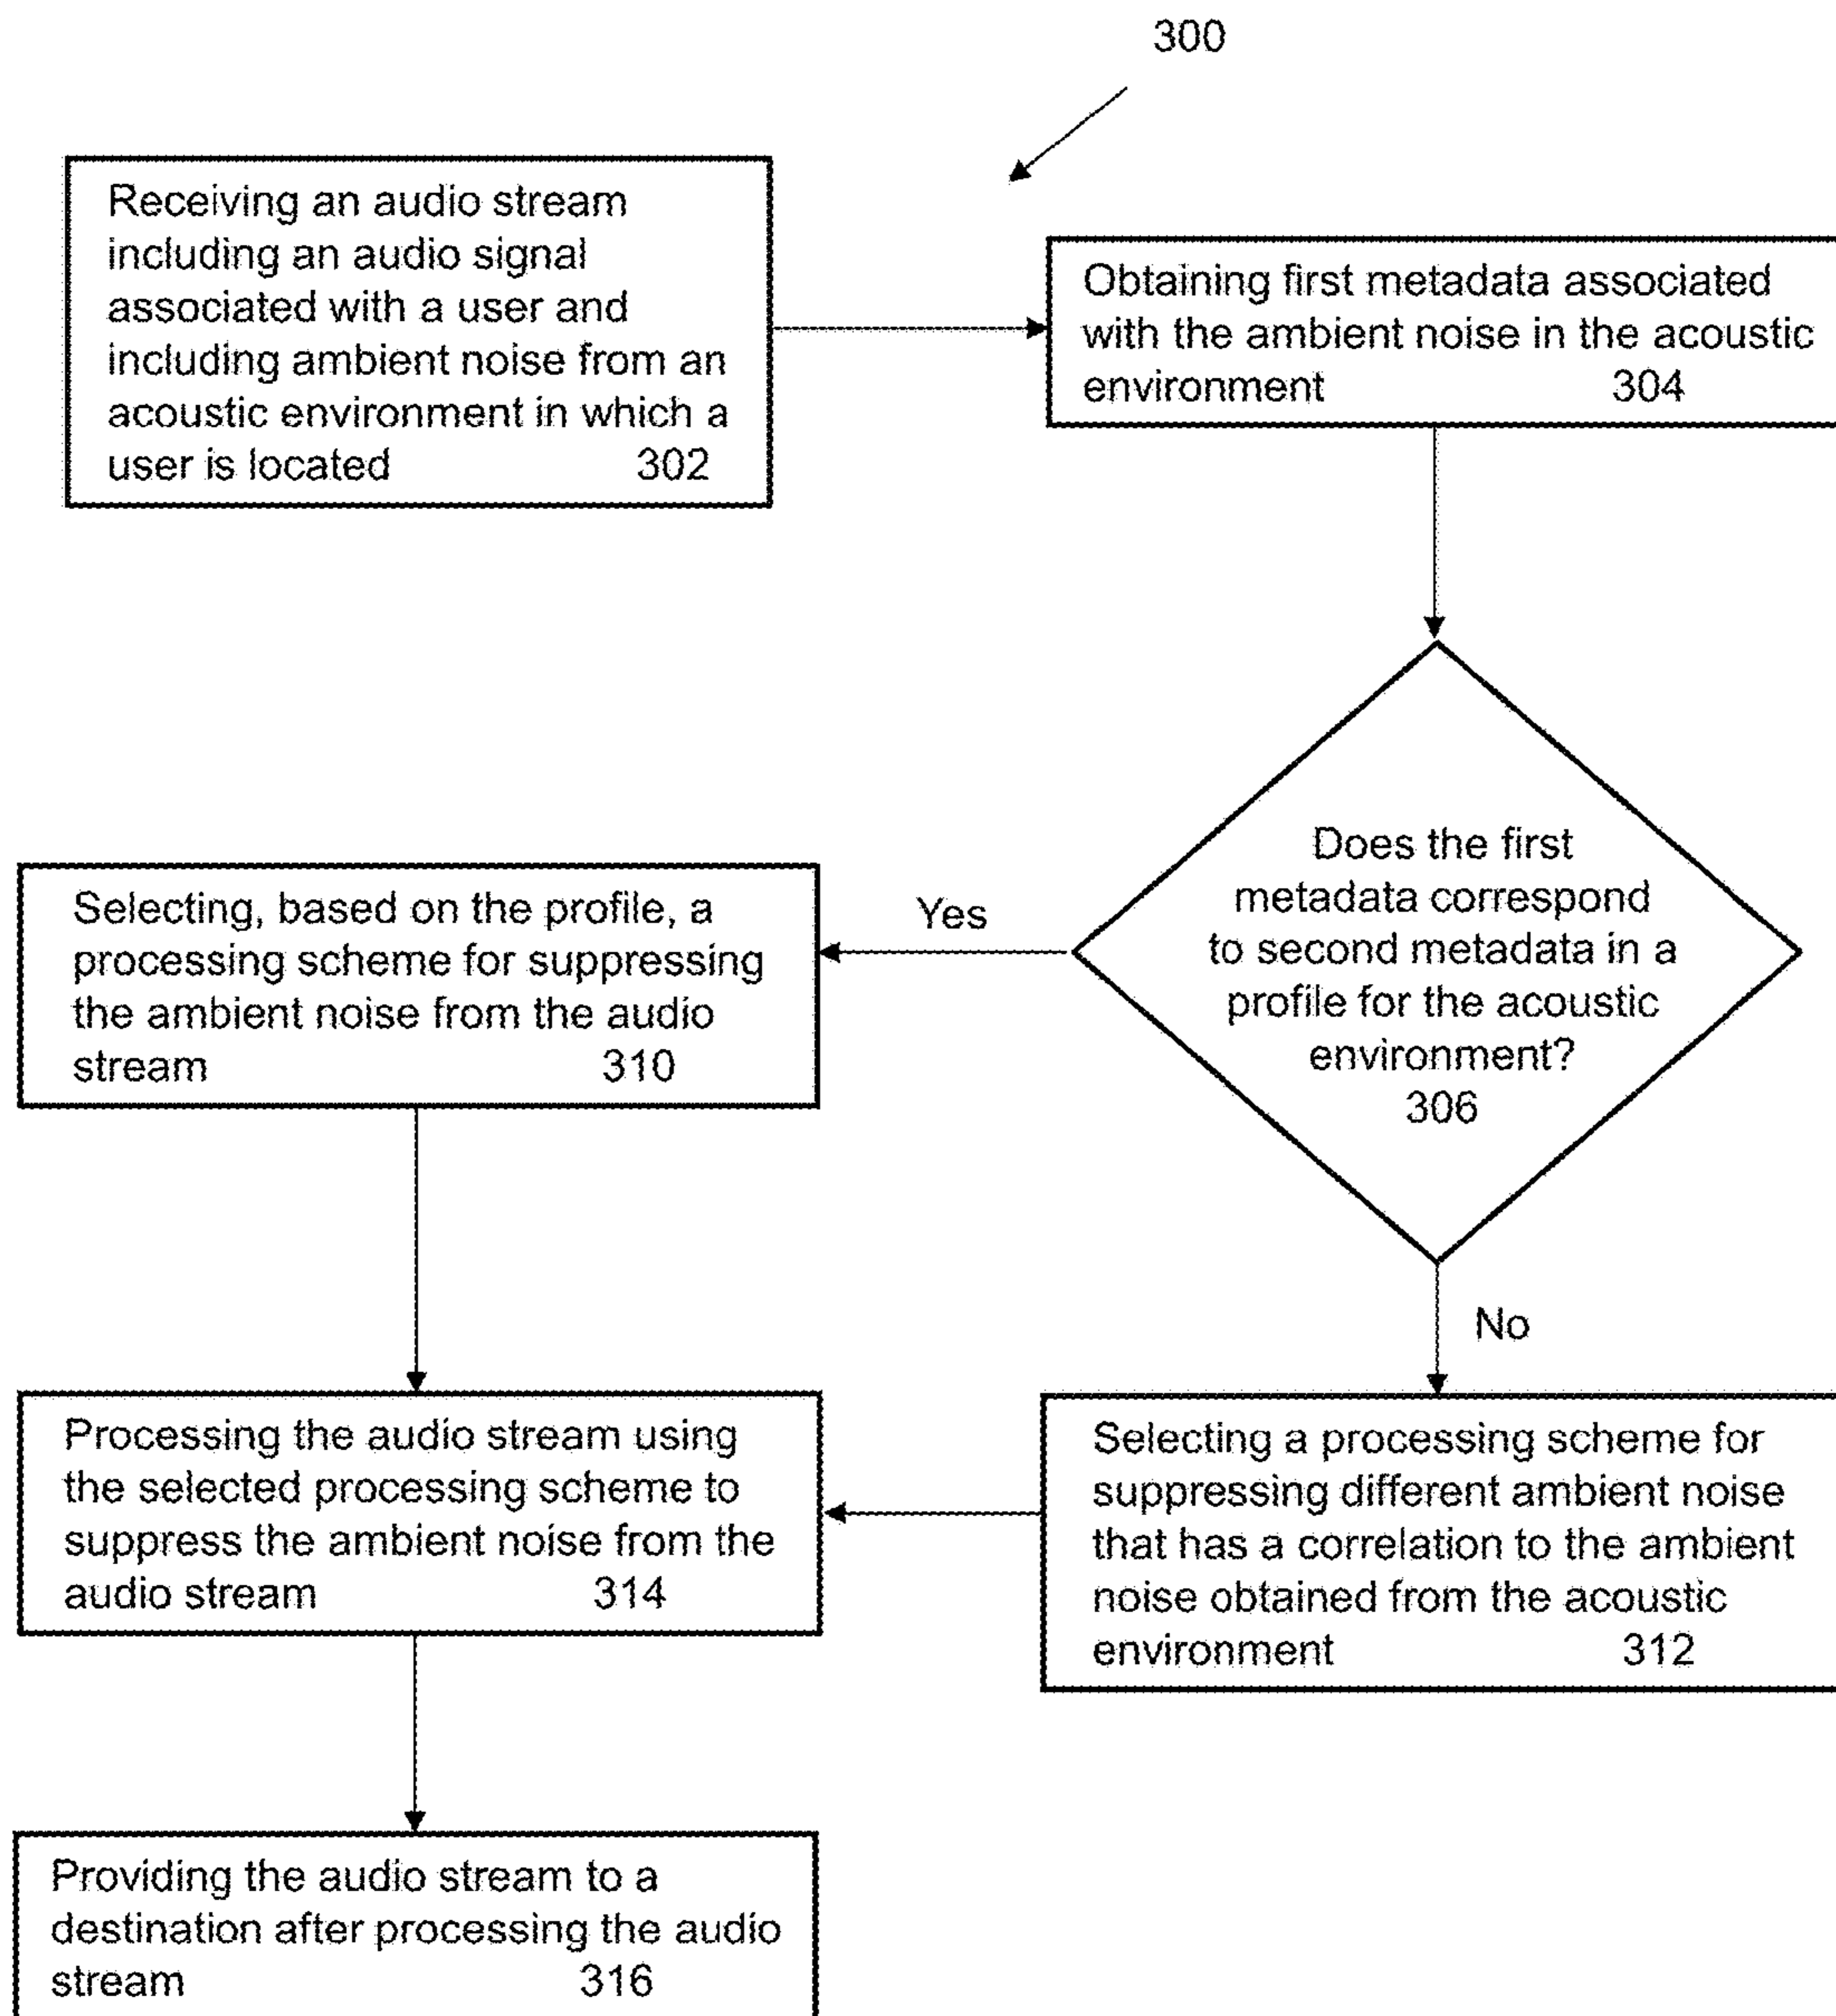 300
Receiving an audio stream
including an audio signal
associated with a user and
including ambient noise from an
acoustic environment in which a
user is located 302
Obtaining first metadata associated
with the ambient noise in the acoustic
environment 304
Does the first
metadata correspond
to second metadata in a
profile for the acoustic
environment?
306
Yes
Selecting, based on the profile, a
processing scheme for suppressing
the ambient noise from the audio
stream 310
No
Selecting a processing scheme for
suppressing different ambient noise
that has a correlation to the ambient
noise obtained from the acoustic
environment 312
Processing the audio stream using
the selected processing scheme to
suppress the ambient noise from the
audio stream 314
Providing the audio stream to a
destination after processing the audio
stream 316